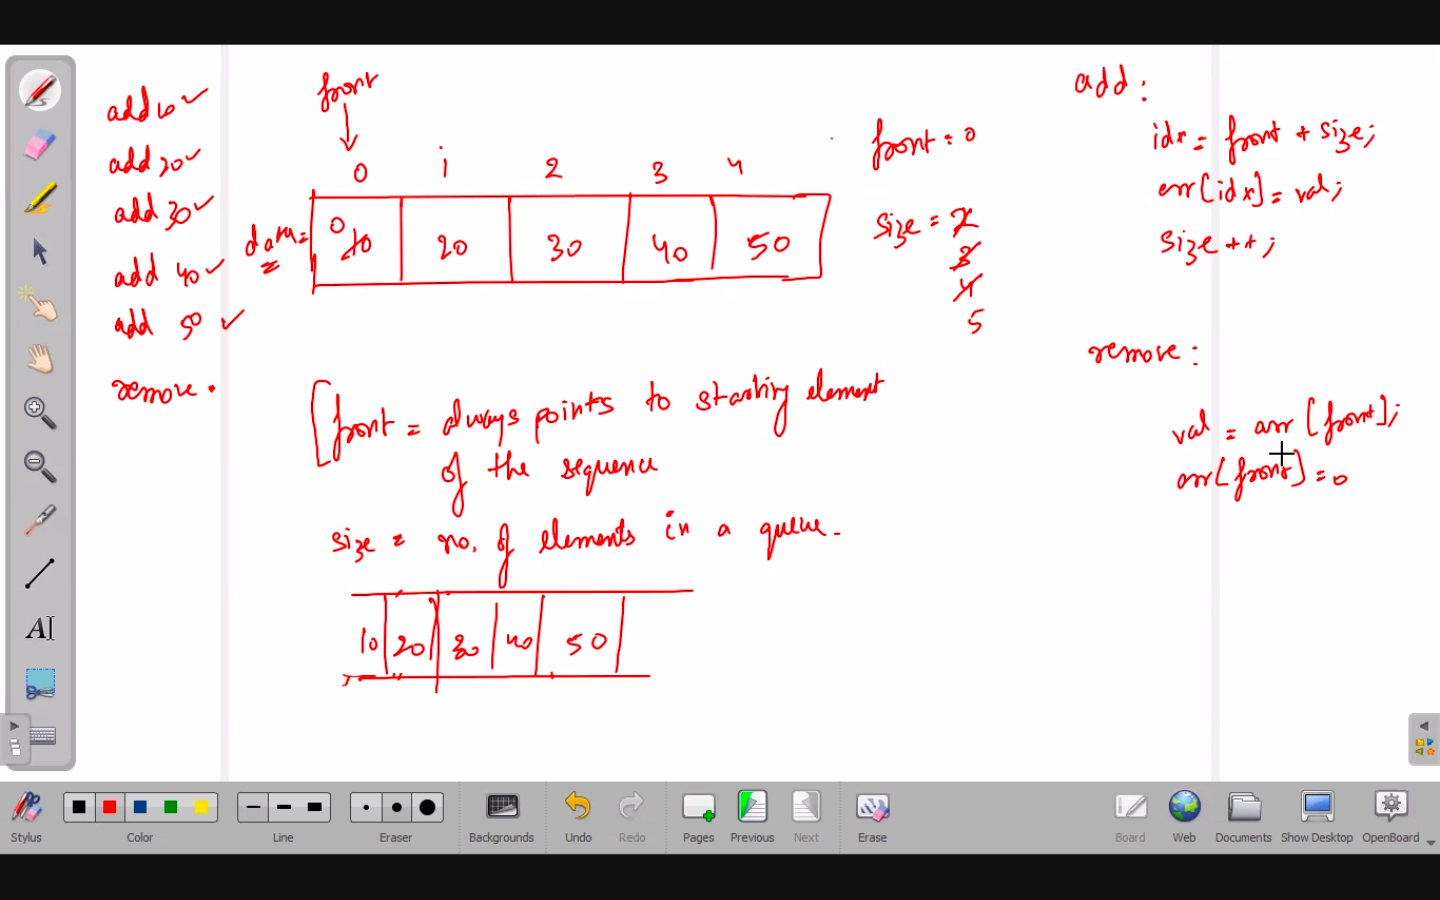 front
add 10
add 20
add 30
add 40
add 50
remove.
0 1 2 3 4
data = 0 10 20 30 40 50
front = 0
size = 2
3
4
5
add:
idx = front + size;
arr[idx] = val;
size++;
remove:
val = arr[front];
arr[front] = 0
front = always points to starting element
of the sequence
size = no. of elements in a queue.
10 20 30 40 50
AI
Stylus Color Line Eraser Backgrounds Undo Redo Pages Previous Next Erase Board Web Documents Show Desktop OpenBoard